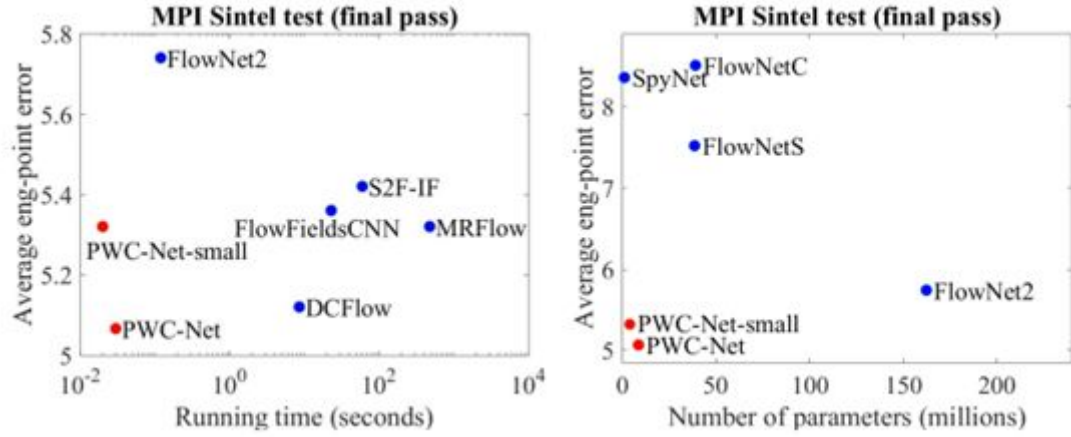 MPI Sintel test (final pass)
Average eng-point error
5.8
5.6
5.4
5.2
5
FlowNet2
S2F-IF
FlowFieldsCNN
MRFlow
PWC-Net-small
DCFlow
PWC-Net
10^-2
10^0
10^2
10^4
Running time (seconds)
MPI Sintel test (final pass)
Average eng-point error
8
7
6
5
FlowNetC
SpyNet
FlowNetS
FlowNet2
PWC-Net-small
PWC-Net
0
50
100
150
200
Number of parameters (millions)